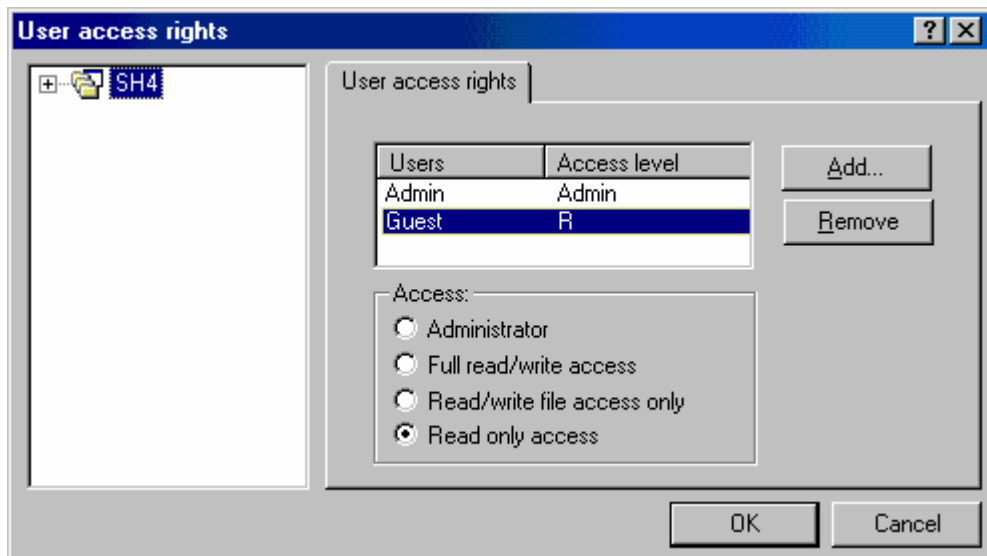 User access rights
SH4
User access rights
Users Access level
Admin Admin
Guest R
Add...
Remove
Access:
Administrator
Full read/write access
Read/write file access only
Read only access
OK Cancel